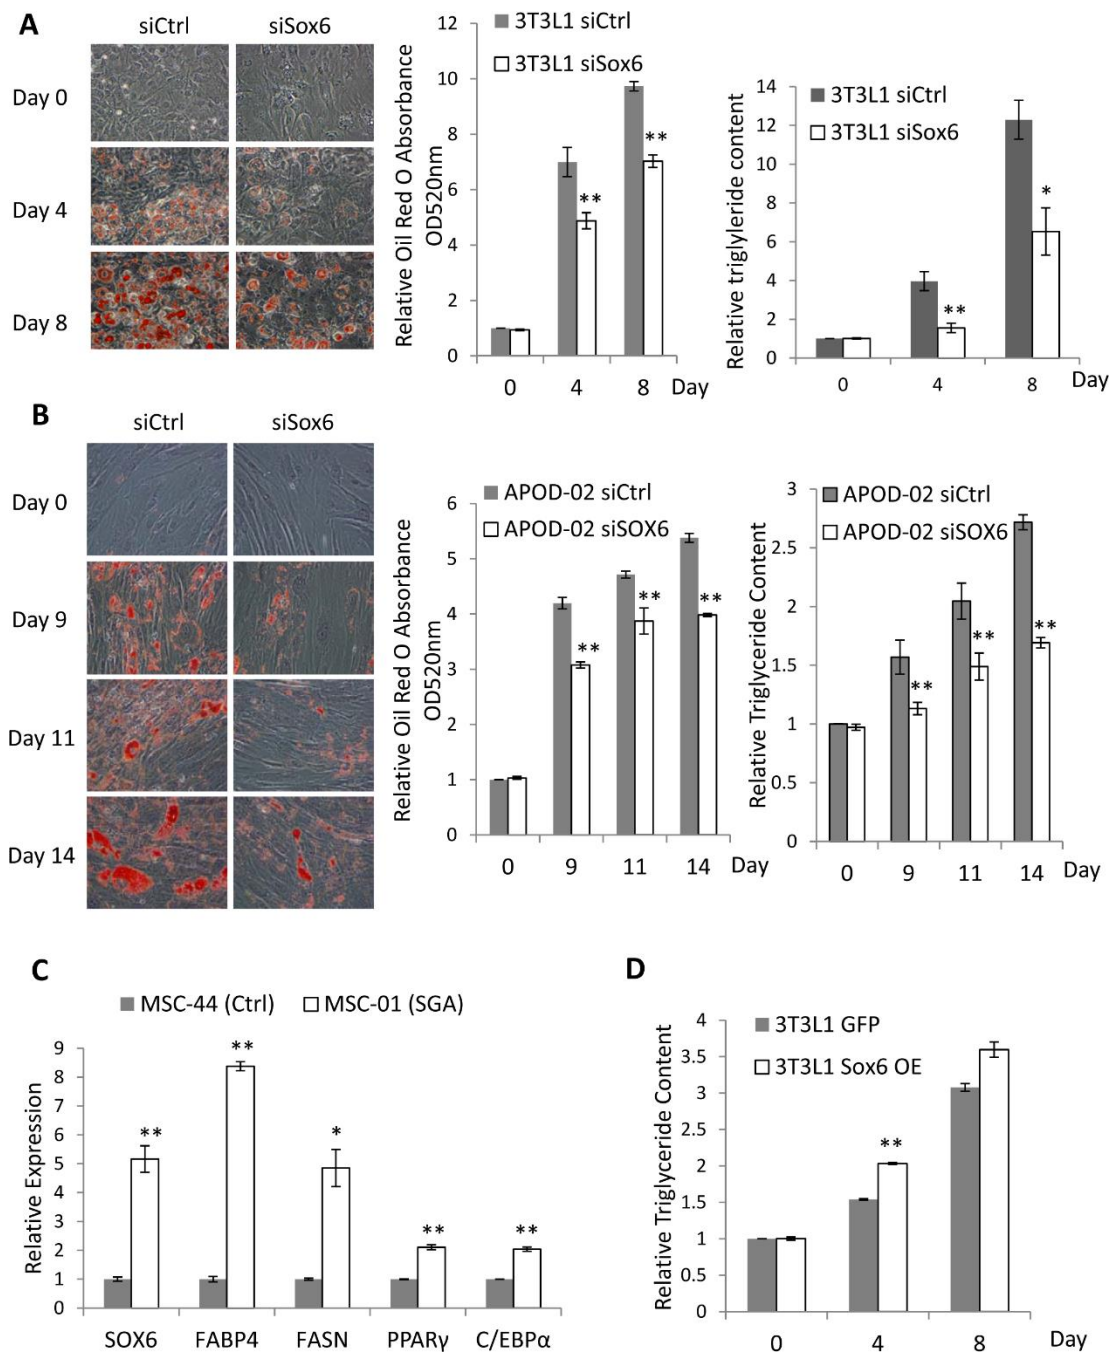 A
siCtrl siSox6
Day 0
Day 4
Day 8
Relative Oil Red O Absorbance
OD520nm
12
10
8
6
4
2
0
3T3L1 siCtrl
3T3L1 siSox6
**
**
0 4 8 Day
Relative triglyleride content
14
12
10
8
6
4
2
0
3T3L1 siCtrl
3T3L1 siSox6
**
*
0 4 8 Day
B
siCtrl siSox6
Day 0
Day 9
Day 11
Day 14
Relative Oil Red O Absorbance
OD520nm
6
5
4
3
2
1
0
APOD-02 siCtrl
APOD-02 siSOX6
**
**
**
0 9 11 14 Day
Relative Triglyceride Content
3
2.5
2
1.5
1
0.5
0
APOD-02 siCtrl
APOD-02 siSOX6
**
**
**
0 9 11 14 Day
C
MSC-44 (Ctrl) MSC-01 (SGA)
Relative Expression
9
8
7
6
5
4
3
2
1
0
**
**
*
**
**
SOX6 FABP4 FASN PPARγ C/EBPα
D
3T3L1 GFP
3T3L1 Sox6 OE
Relative Triglyceride Content
4
3.5
3
2.5
2
1.5
1
0.5
0
**
0 4 8 Day